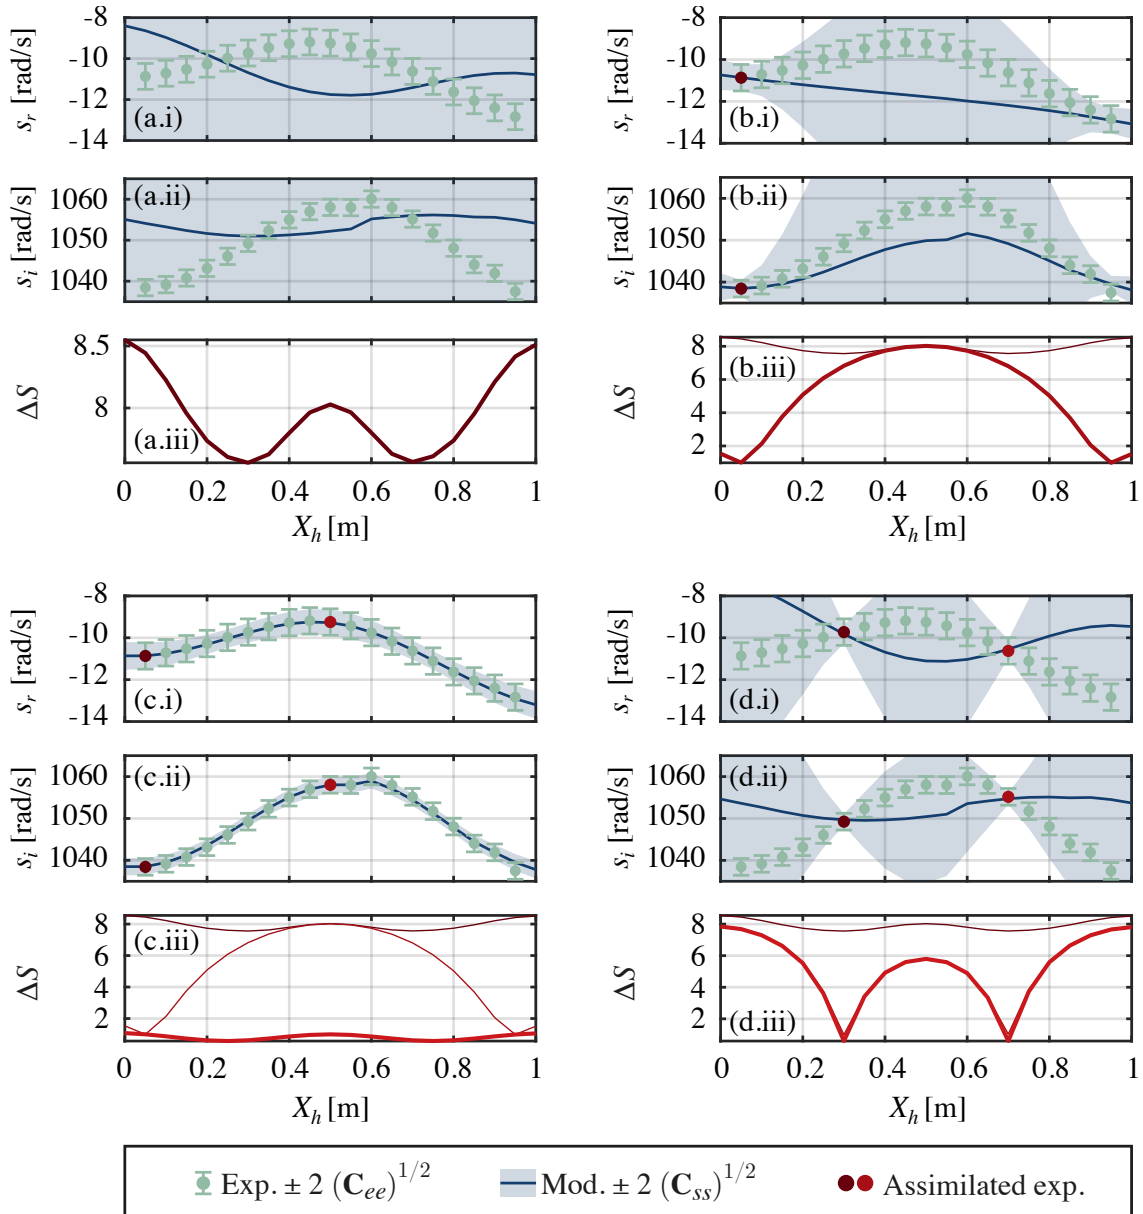 -8
-10
-12
-14
s_r [rad/s]
(a.i)
-8
-10
-12
-14
s_r [rad/s]
(b.i)
1060
1050
1040
s_i [rad/s]
(a.ii)
1060
1050
1040
s_i [rad/s]
(b.ii)
8.5
8
ΔS
(a.iii)
0 0.2 0.4 0.6 0.8 1
X_h [m]
8
6
4
2
ΔS
(b.iii)
0 0.2 0.4 0.6 0.8 1
X_h [m]
-8
-10
-12
-14
s_r [rad/s]
(c.i)
-8
-10
-12
-14
s_r [rad/s]
(d.i)
1060
1050
1040
s_i [rad/s]
(c.ii)
1060
1050
1040
s_i [rad/s]
(d.ii)
8
6
4
2
ΔS
(c.iii)
0 0.2 0.4 0.6 0.8 1
X_h [m]
8
6
4
2
ΔS
(d.iii)
0 0.2 0.4 0.6 0.8 1
X_h [m]
Exp. ± 2 (C_ee)^1/2 Mod. ± 2 (C_ss)^1/2 Assimilated exp.